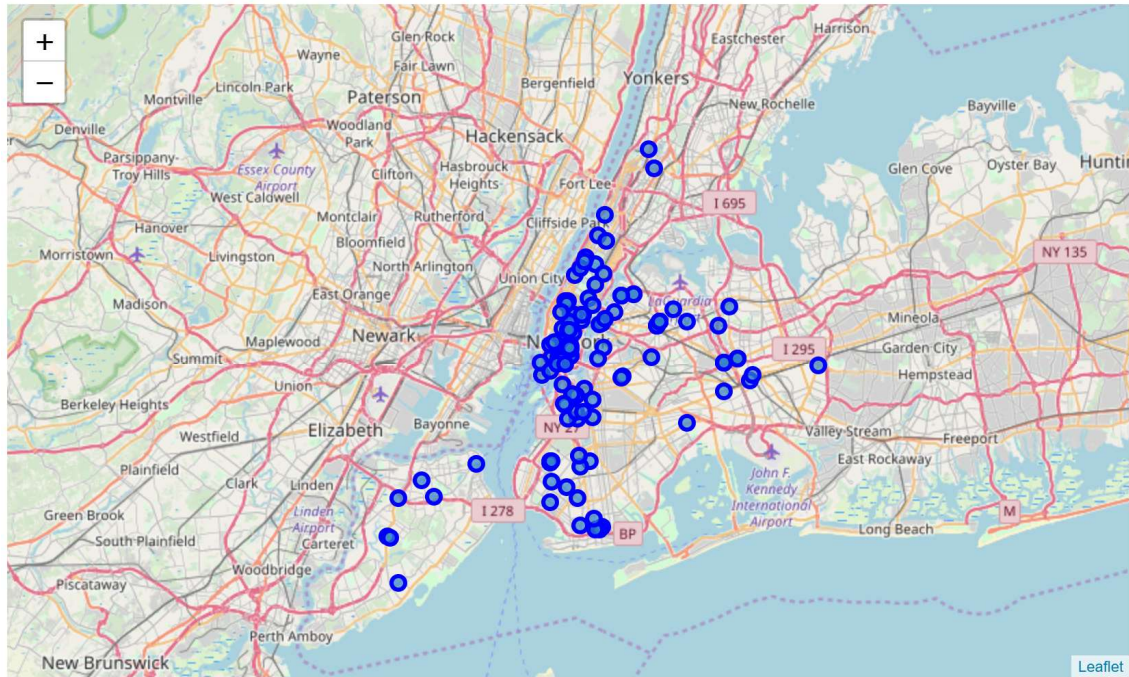 +
−
Glen Rock
Harrison
Eastchester
Wayne
Fair Lawn
Yonkers
Lincoln Park
Bergenfield
Montville
Paterson
New Rochelle
Bayville
Denville
Woodland
Park
Hackensack
Parsippany-
Troy Hills
Essex County
Airport
Clifton
Hasbrouck
Heights
Glen Cove
Oyster Bay
West Caldwell
Fort Lee
I 695
Montclair
Rutherford
Cliffside Park
Hanover
Bloomfield
NY 135
Morristown
Livingston
North Arlington
Union City
East Orange
LaGuardia
Madison
Mineola
Newark
Maplewood
I 295
Summit
Garden City
Union
Hempstead
Berkeley Heights
Bayonne
NY 27
Westfield
Elizabeth
Valley Stream
Freeport
Plainfield
Linden
East Rockaway
Clark
John F.
Kennedy
International
Airport
Green Brook
Linden
Airport
I 278
M
South Plainfield
Carteret
BP
Long Beach
Woodbridge
Piscataway
Perth Amboy
New Brunswick
Leaflet